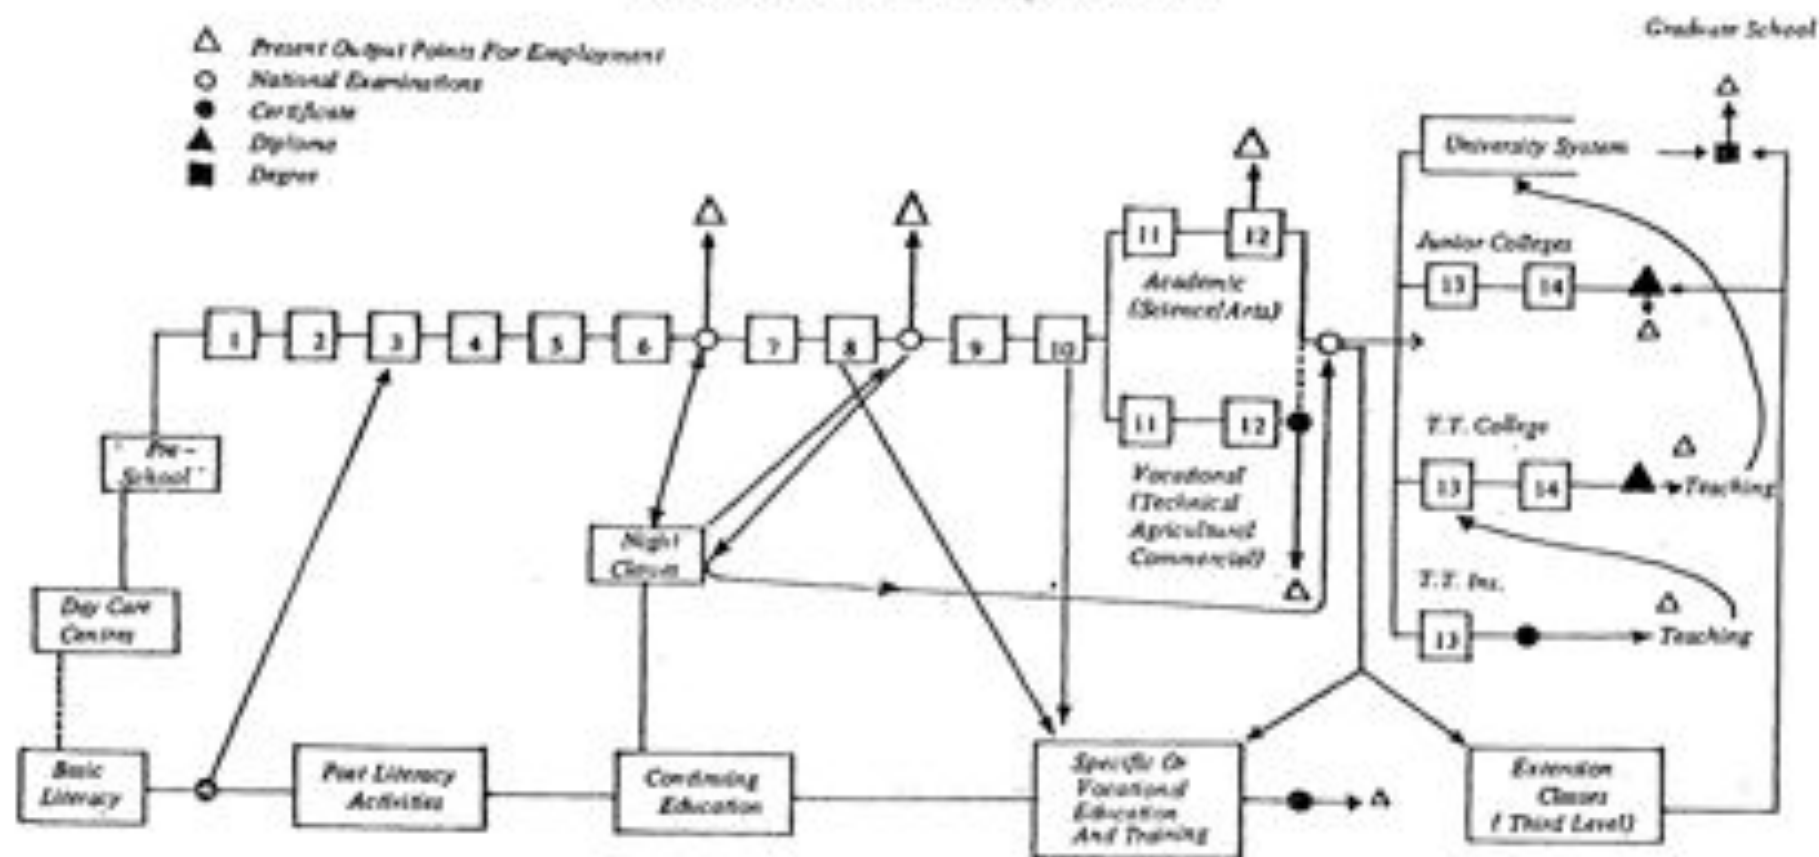 Graduate School
Present Output Points For Employment
National Examinations
Certificate
Diploma
Degree
University System
11
12
Academic
(Science/Arts)
Junior Colleges
13
14
1
2
3
4
5
6
7
8
9
10
11
12
Vocational
(Technical
Agricultural
Commercial)
T.T. College
13
14
Teaching
T.T. Ins.
13
Teaching
Pre-
School
Night
Classes
Day Care
Centres
Basic
Literacy
Post Literacy
Activities
Continuing
Education
Specific Or
Vocational
Education
And Training
Extension
Classes
(Third Level)